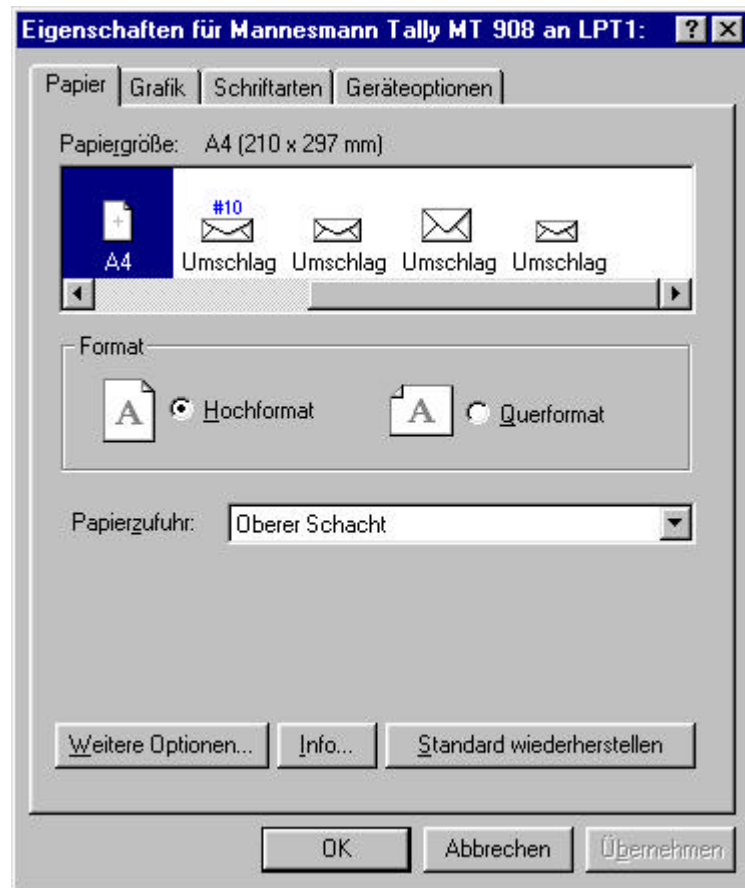 Eigenschaften für Mannesmann Tally MT 908 an LPT1:
Papier Grafik Schriftarten Geräteoptionen
Papiergröße: A4 (210 x 297 mm)
#10
A4 Umschlag Umschlag Umschlag Umschlag
Format
A Hochformat A Querformat
Papierzufuhr: Oberer Schacht
Weitere Optionen... Info... Standard wiederherstellen
OK Abbrechen Übernehmen